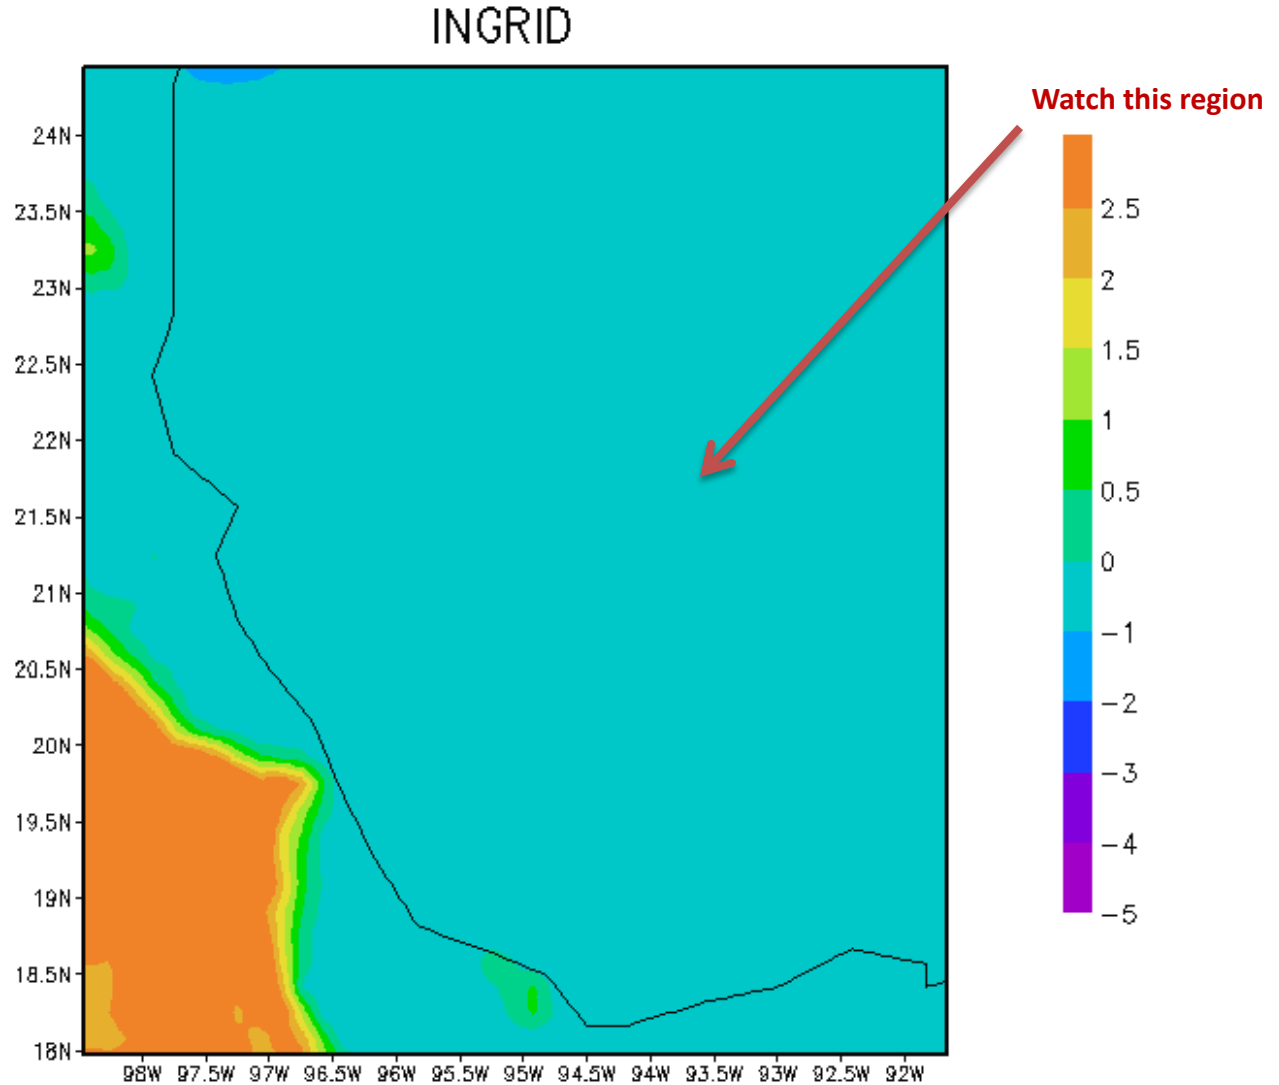 INGRID
Watch this region
24N
23.5N
23N
22.5N
22N
21.5N
21N
20.5N
20N
19.5N
19N
18.5N
18N
98W 97.5W 97W 96.5W 96W 95.5W 95W 94.5W 94W 93.5W 93W 92.5W 92W
2.5
2
1.5
1
0.5
0
−1
−2
−3
−4
−5